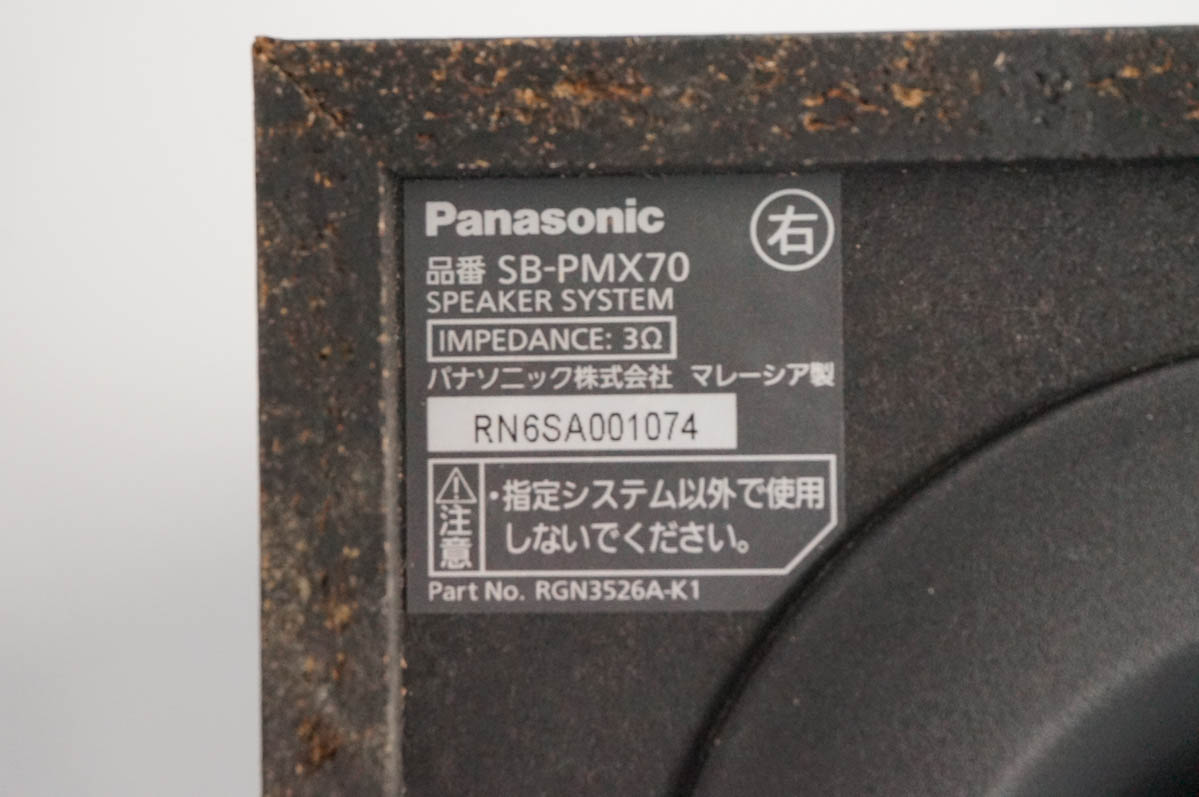 Panasonic
右
品番 SB-PMX70
SPEAKER SYSTEM
IMPEDANCE: 3Ω
パナソニック株式会社 マレーシア製
RN6SA001074
注意
・指定システム以外で使用
しないでください。
Part No. RGN3526A-K1